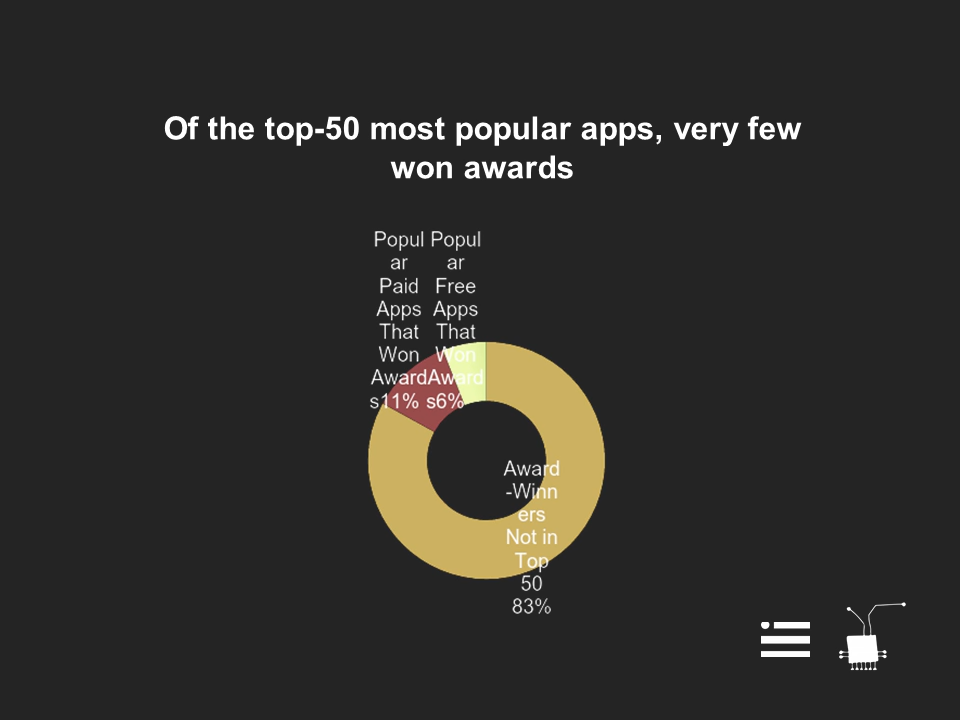 Of the top-50 most popular apps, very few
won awards
Popul
ar
Paid
Apps
That
Won
Award
s11%
Popul
ar
Free
Apps
That
Won
Award
s6%
Award
-Winn
ers
Not in
Top
50
83%